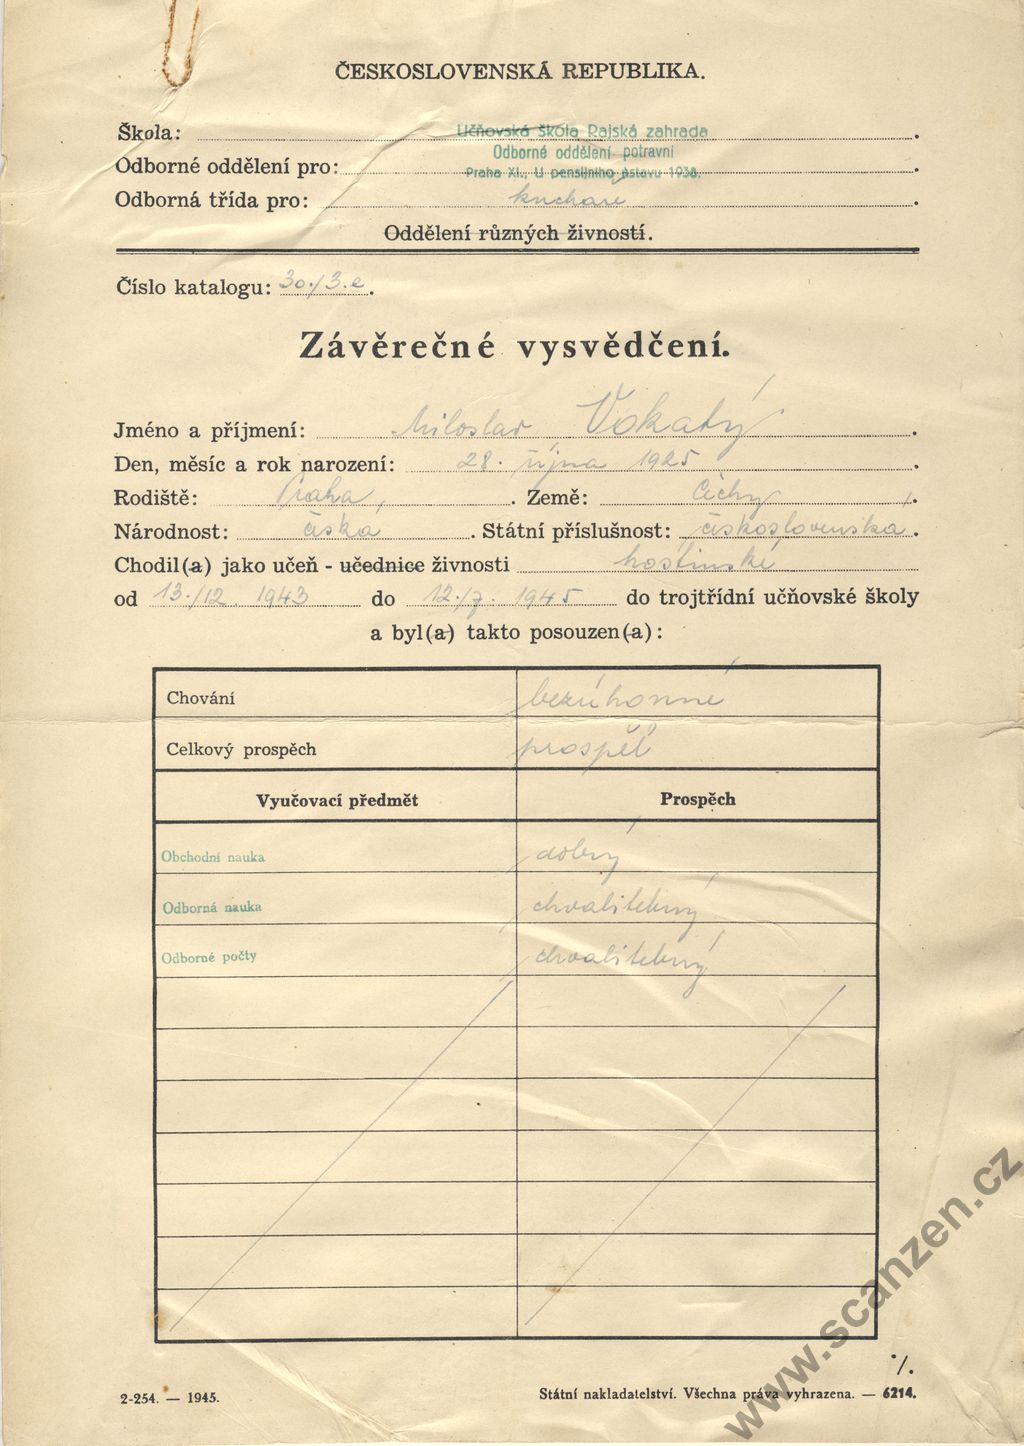 ČESKOSLOVENSKÁ REPUBLIKA.
Škola: Učňovská škola Rajská zahrada.
Odborné oddělení pro: Odborné oddělení potravní
Praha XI., U pensijního ústavu 1938.
Odborná třída pro: kuchaře.
Oddělení různých živností.
Číslo katalogu: 30./3.e.
Závěrečné vysvědčení.
Jméno a příjmení: Miloslav Vokatý.
Den, měsíc a rok narození: 28. října 1925.
Rodiště: Praha,. Země: Čechy,.
Národnost: česká. Státní příslušnost: československá.
Chodil(a) jako učeň - učednice živnosti hostinské
od 13./12. 1943 do 12./7. 1945 do trojtřídní učňovské školy
a byl(a) takto posouzen(a):
Chování bezúhonné
Celkový prospěch prospěl
Vyučovací předmět Prospěch
Obchodní nauka dobrý
Odborná nauka chvalitebný
Odborné počty chvalitebný
./.
2-254. — 1945. Státní nakladatelství. Všechna práva vyhrazena. — 6214.
www.scanzen.cz